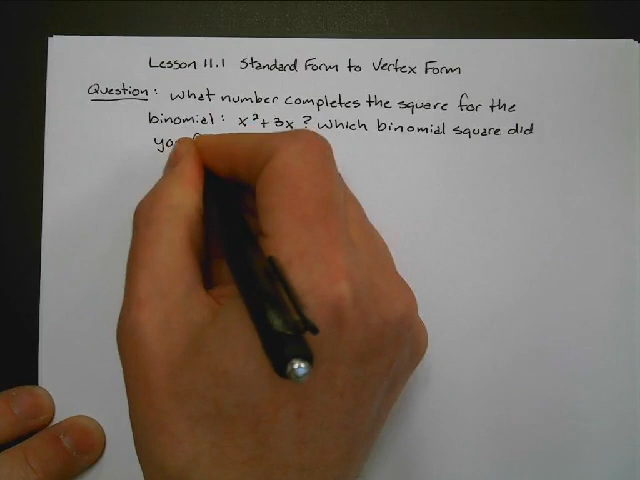 Lesson 11.1 Standard Form to Vertex Form
Question: What number completes the square for the
binomial: x²+3x? Which binomial square did